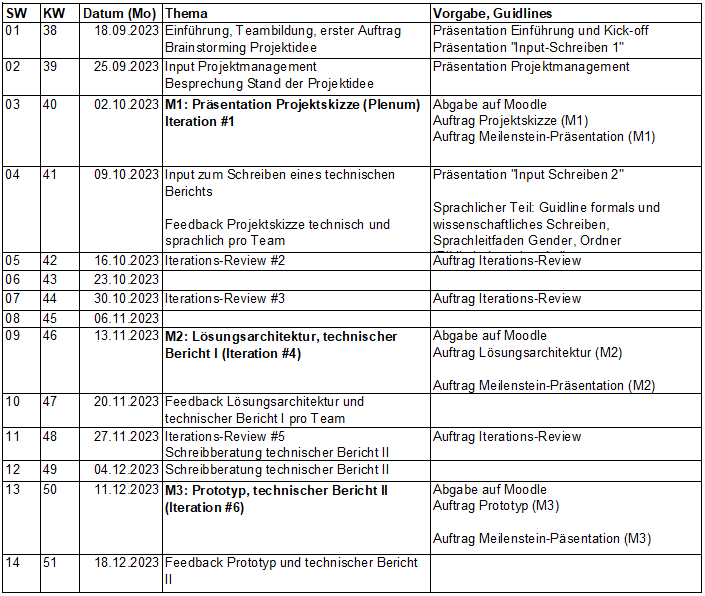 SW KW Datum (Mo) Thema Vorgabe, Guidlines
01 38 18.09.2023 Einführung, Teambildung, erster Auftrag Präsentation Einführung und Kick-off
Brainstorming Projektidee Präsentation "Input-Schreiben 1"
02 39 25.09.2023 Input Projektmanagement Präsentation Projektmanagement
Besprechung Stand der Projektidee
03 40 02.10.2023 M1: Präsentation Projektskizze (Plenum) Abgabe auf Moodle
Iteration #1 Auftrag Projektskizze (M1)
Auftrag Meilenstein-Präsentation (M1)
04 41 09.10.2023 Input zum Schreiben eines technischen Präsentation "Input Schreiben 2"
Berichts
Sprachlicher Teil: Guidline formals und
Feedback Projektskizze technisch und wissenschaftliches Schreiben,
sprachlich pro Team Sprachleitfaden Gender, Ordner
05 42 16.10.2023 Iterations-Review #2 Auftrag Iterations-Review
06 43 23.10.2023
07 44 30.10.2023 Iterations-Review #3 Auftrag Iterations-Review
08 45 06.11.2023
09 46 13.11.2023 M2: Lösungsarchitektur, technischer Abgabe auf Moodle
Bericht I (Iteration #4) Auftrag Lösungsarchitektur (M2)
Auftrag Meilenstein-Präsentation (M2)
10 47 20.11.2023 Feedback Lösungsarchitektur und
technischer Bericht I pro Team
11 48 27.11.2023 Iterations-Review #5 Auftrag Iterations-Review
Schreibberatung technischer Bericht II
12 49 04.12.2023 Schreibberatung technischer Bericht II
13 50 11.12.2023 M3: Prototyp, technischer Bericht II Abgabe auf Moodle
(Iteration #6) Auftrag Prototyp (M3)
Auftrag Meilenstein-Päsentation (M3)
14 51 18.12.2023 Feedback Prototyp und technischer Bericht
II